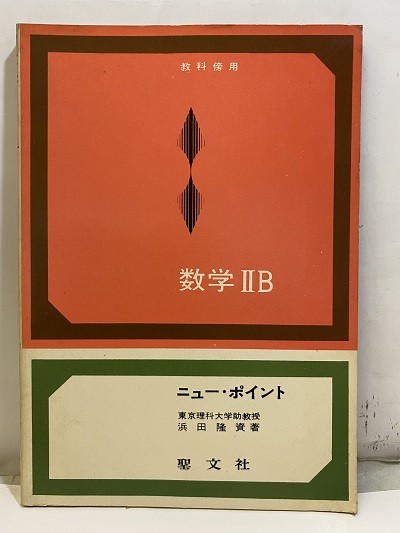 教科傍用
数学ⅡB
ニュー・ポイント
東京理科大学助教授
浜田隆資著
聖文社